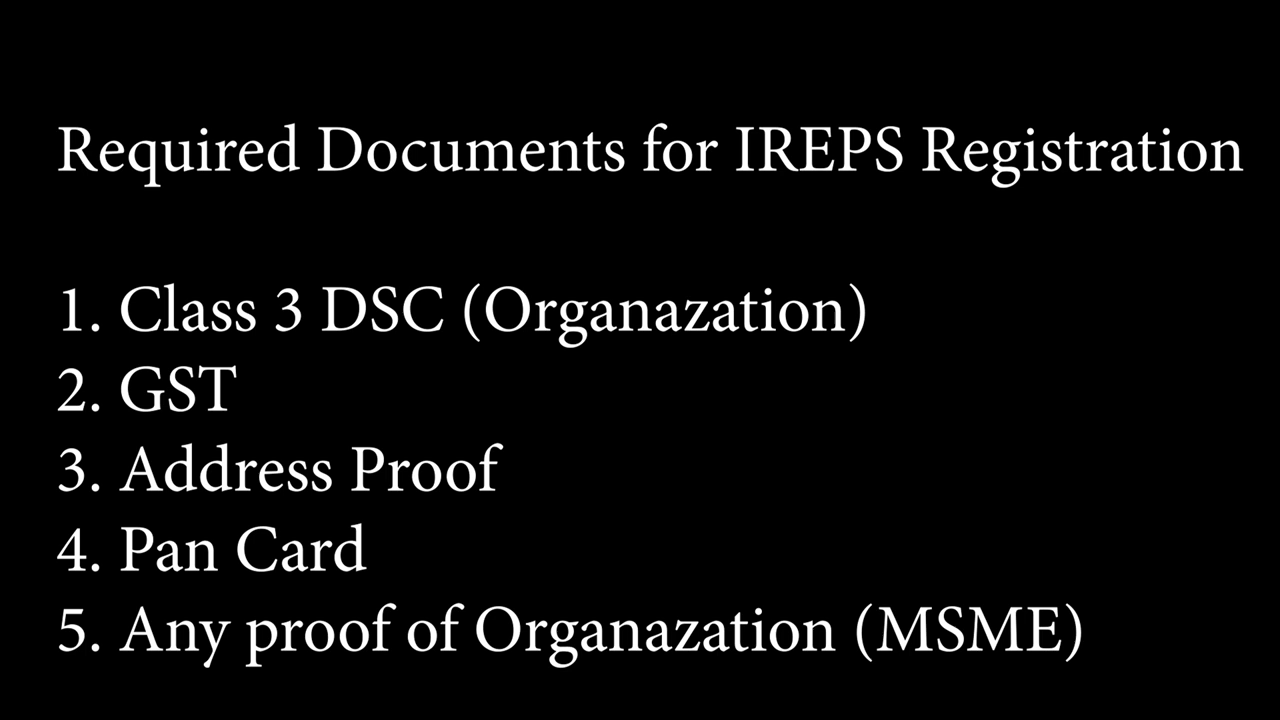 Required Documents for IREPS Registration
1. Class 3 DSC (Organazation)
2. GST
3. Address Proof
4. Pan Card
5. Any proof of Organazation (MSME)